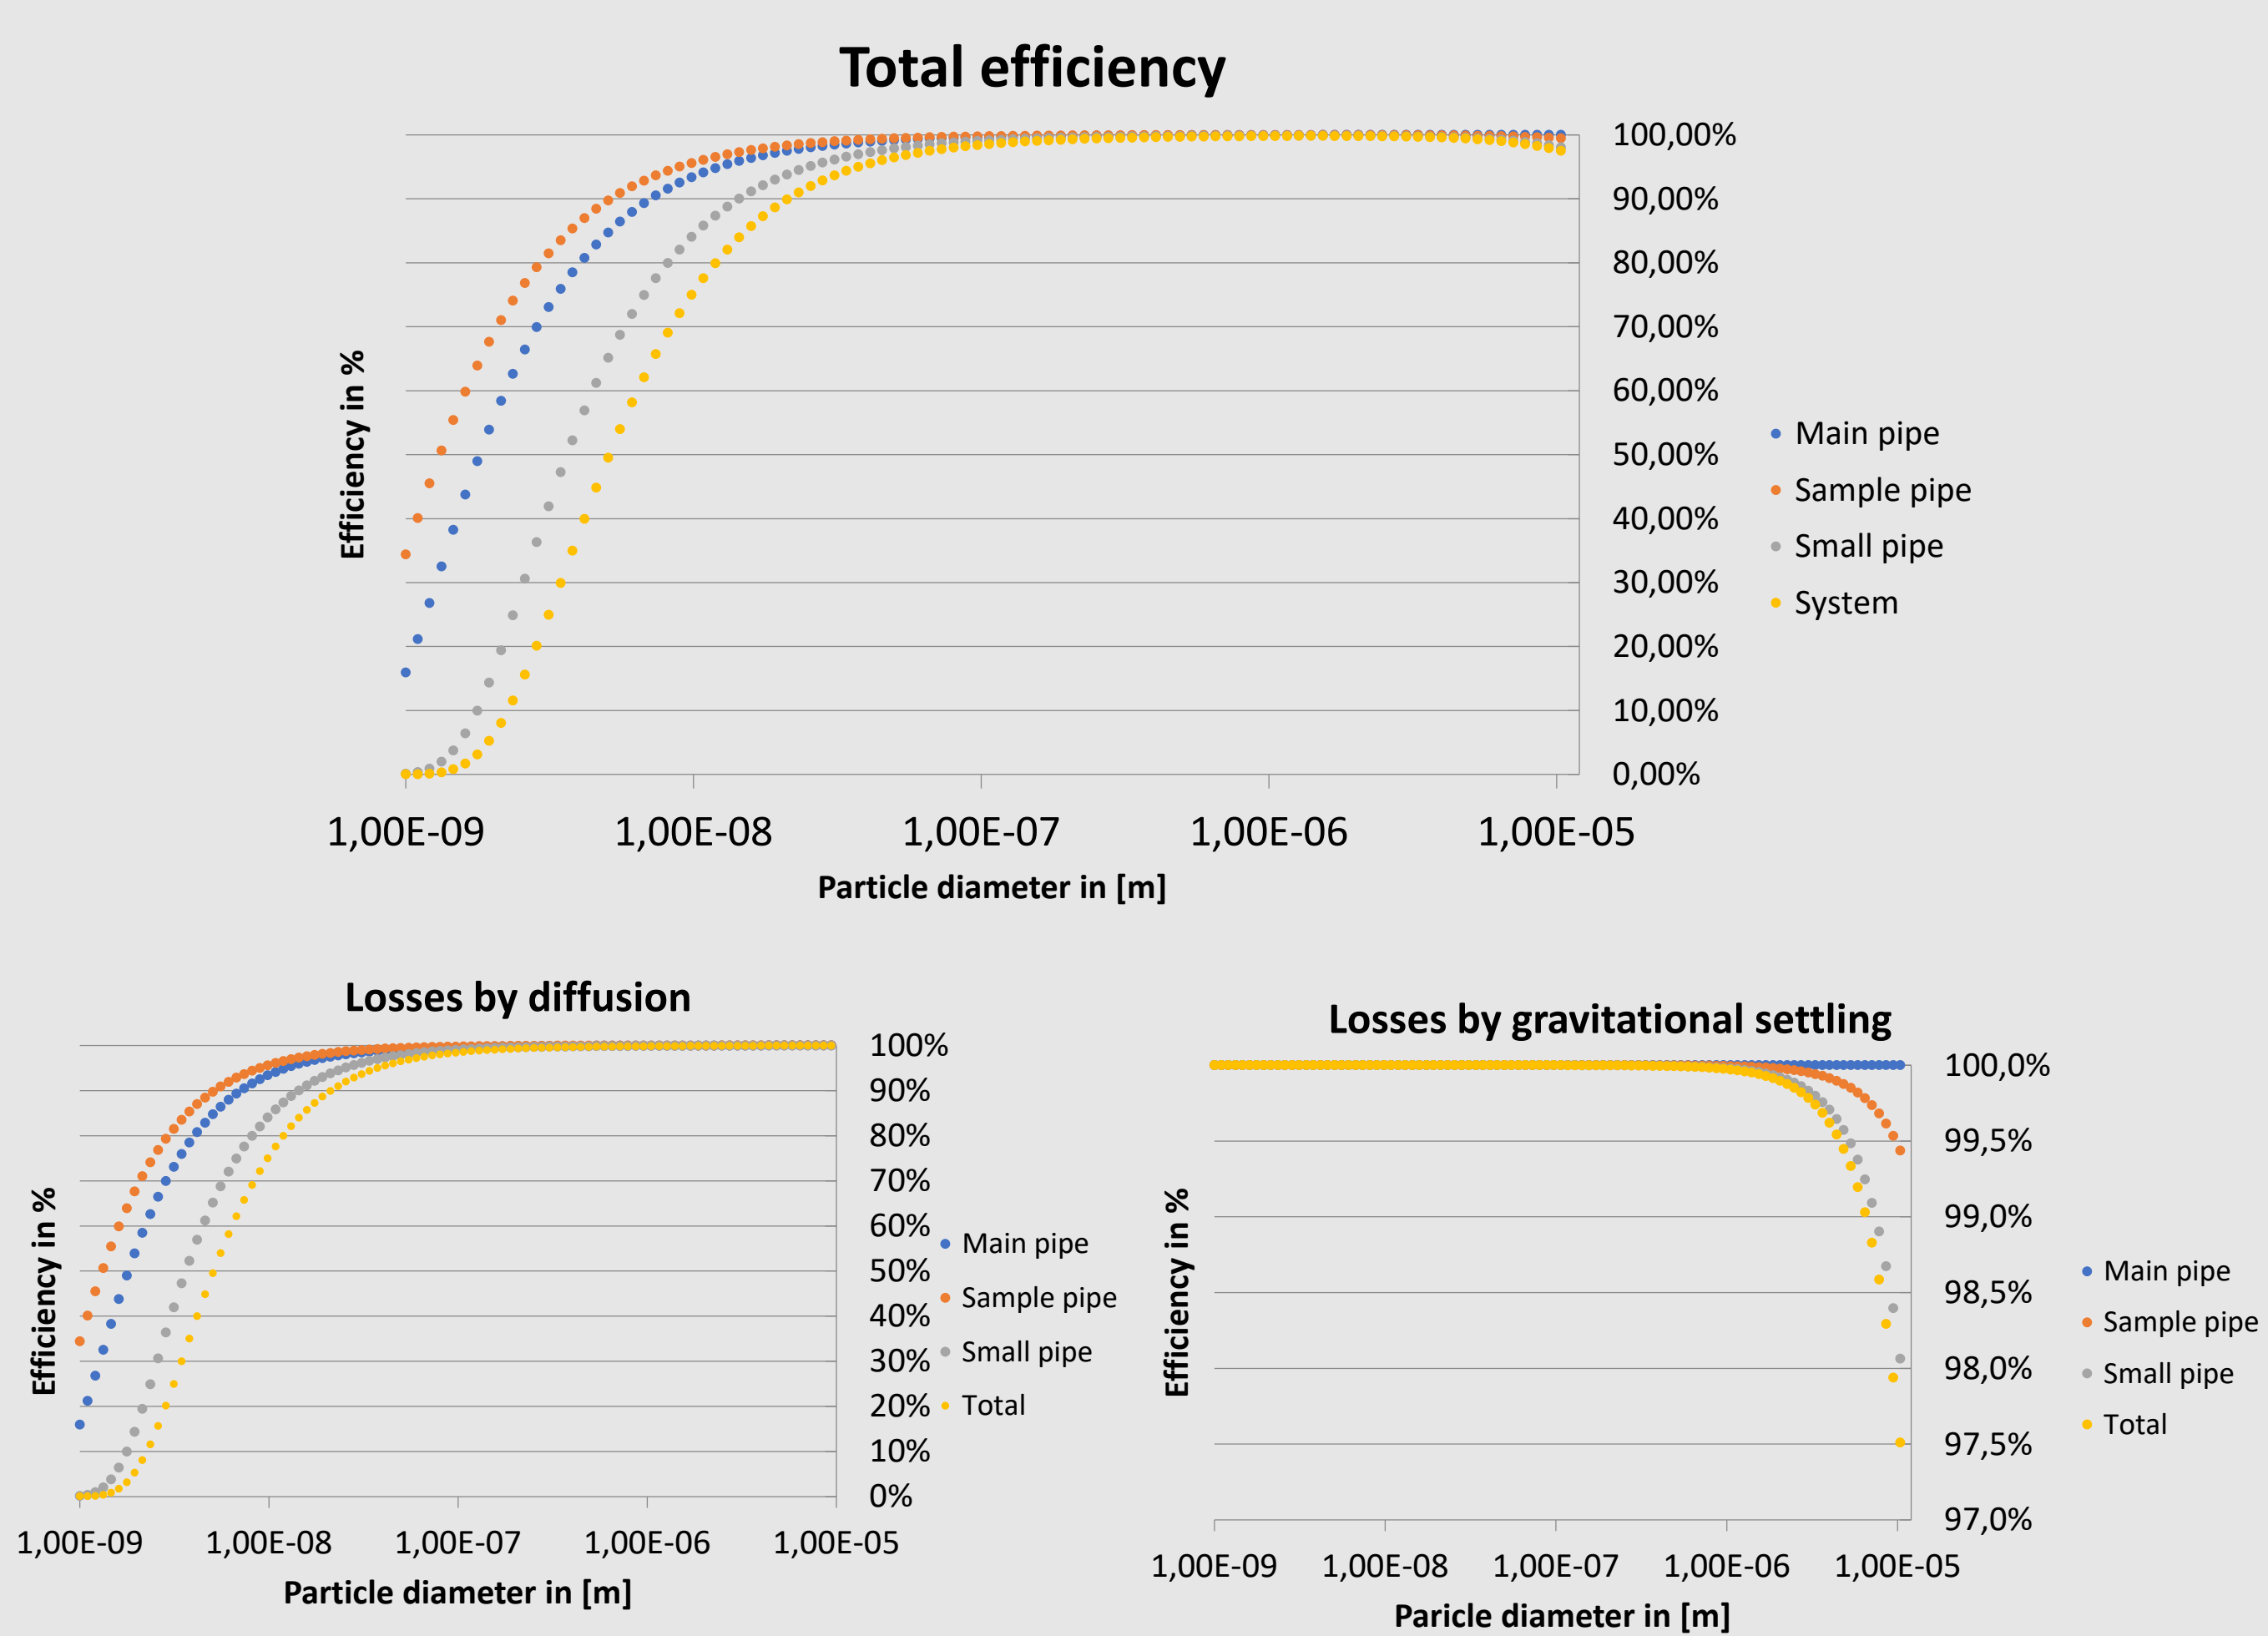 Total efficiency
100,00%
90,00%
80,00%
70,00%
60,00%
50,00%
40,00%
30,00%
20,00%
10,00%
0,00%
Efficiency in %
Main pipe
Sample pipe
Small pipe
System
1,00E-09 1,00E-08 1,00E-07 1,00E-06 1,00E-05
Particle diameter in [m]
Losses by diffusion
100%
90%
80%
70%
60%
50%
40%
30%
20%
10%
0%
Efficiency in %
Main pipe
Sample pipe
Small pipe
Total
1,00E-09 1,00E-08 1,00E-07 1,00E-06 1,00E-05
Particle diameter in [m]
Losses by gravitational settling
100,0%
99,5%
99,0%
98,5%
98,0%
97,5%
97,0%
Efficiency in %
Main pipe
Sample pipe
Small pipe
Total
1,00E-09 1,00E-08 1,00E-07 1,00E-06 1,00E-05
Paricle diameter in [m]